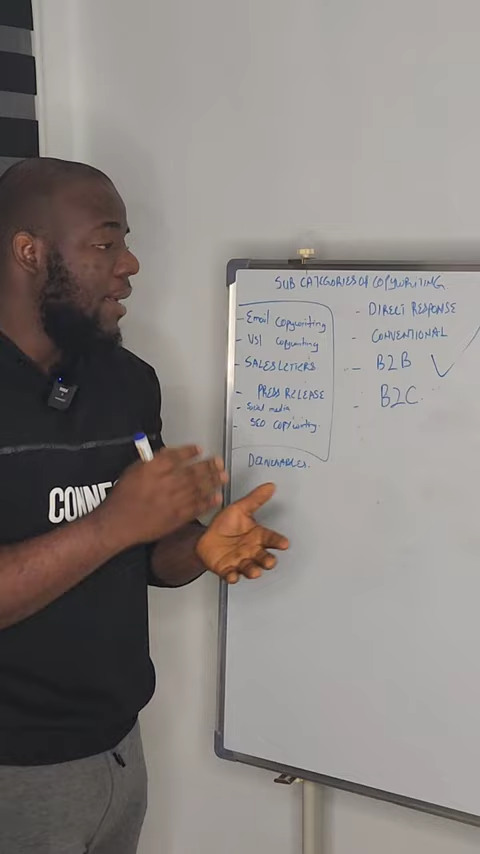 SUB CATEGORIES OF COPYWRITING
- Email Copywriting
- VSl Copywriting
- SALES LETTERS
- PRESS RELEASE
- Social media
- SEO Copywriting.
- DIRECT RESPONSE
- CONVENTIONAL
- B2B
- B2C.